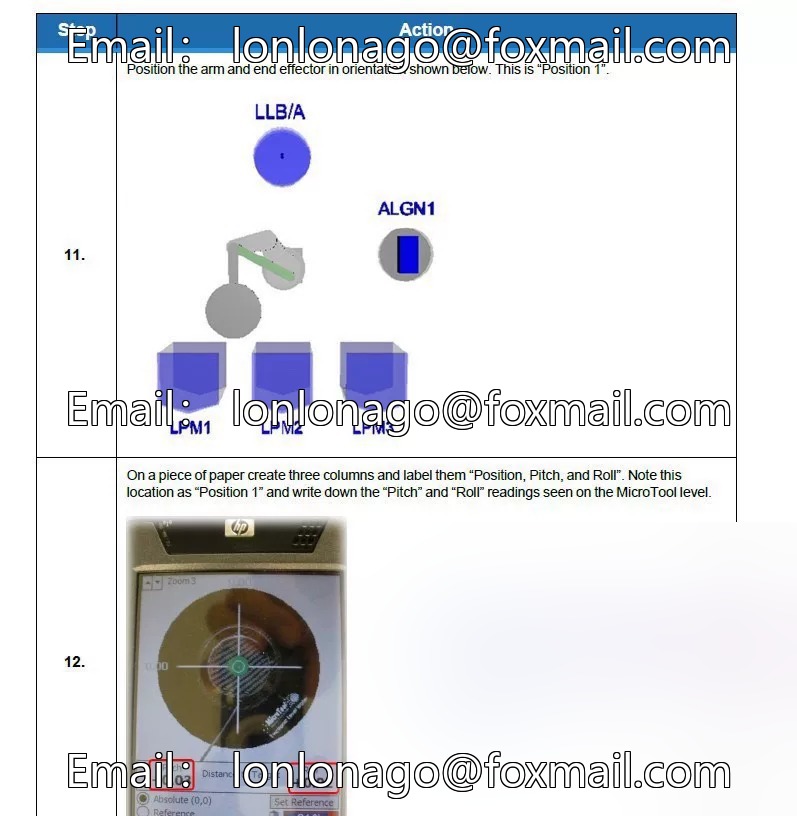 Step Action
Email： lonlonago@foxmail.com
Position the arm and end effector in orientation shown below. This is “Position 1”.
LLB/A
ALGN1
11.
Email： lonlonago@foxmail.com
LPM1 LPM2 LPM3
On a piece of paper create three columns and label them “Position, Pitch, and Roll”. Note this
location as “Position 1” and write down the “Pitch” and “Roll” readings seen on the MicroTool level.
hp
Zoom 3 0.00
12.
0.00
MicroTool
Email： lonlonago@foxmail.com
Distance
Absolute (0,0) Set Reference
Reference